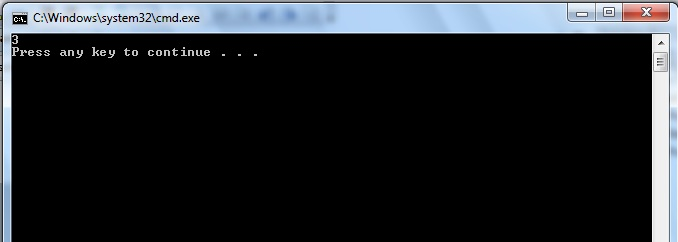 C:\Windows\system32\cmd.exe
3
Press any key to continue . . .